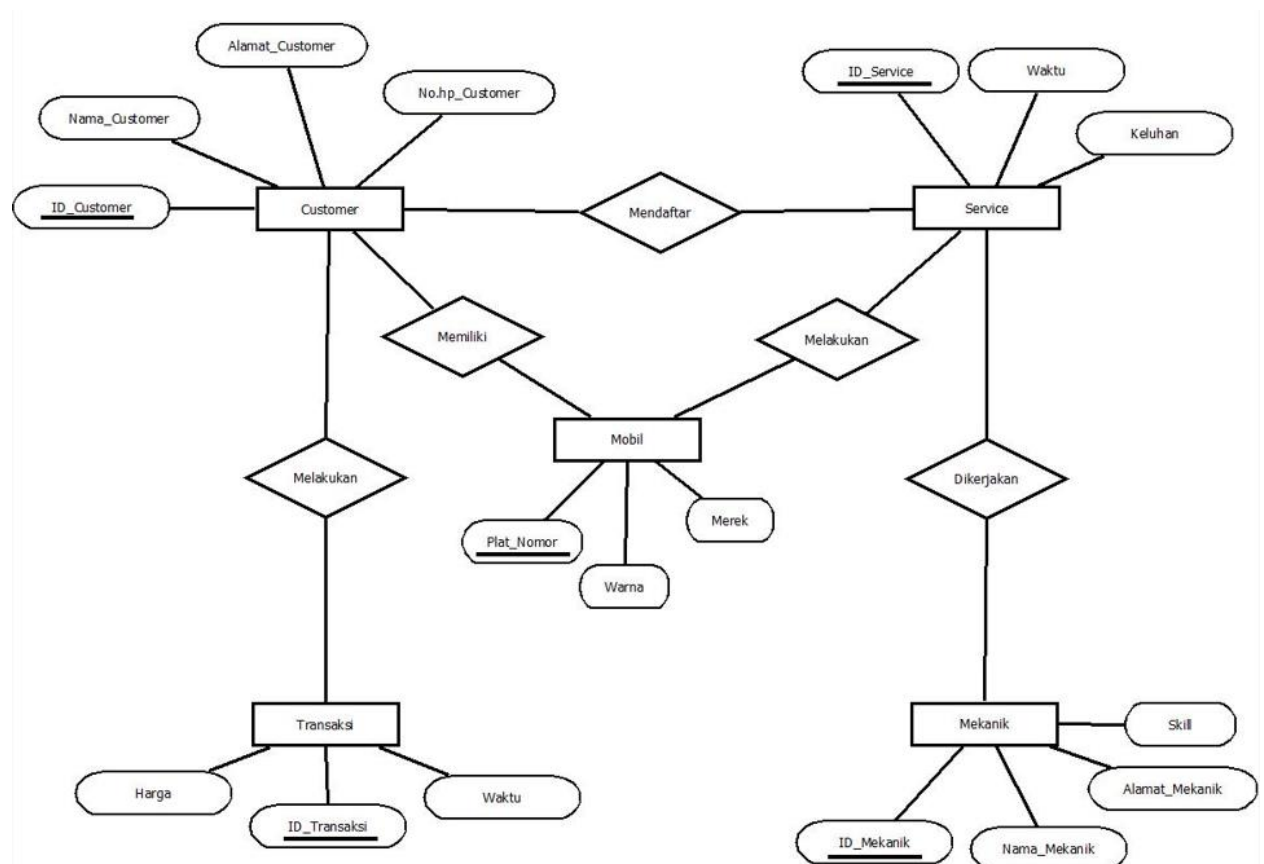 Alamat_Customer
No.hp_Customer
Nama_Customer
ID_Customer
Customer
Mendaftar
ID_Service
Waktu
Keluhan
Service
Memiliki
Melakukan
Mobil
Melakukan
Dikerjakan
Plat_Nomor
Warna
Merek
Transaksi
Harga
ID_Transaksi
Waktu
Mekanik
Skill
Alamat_Mekanik
ID_Mekanik
Nama_Mekanik